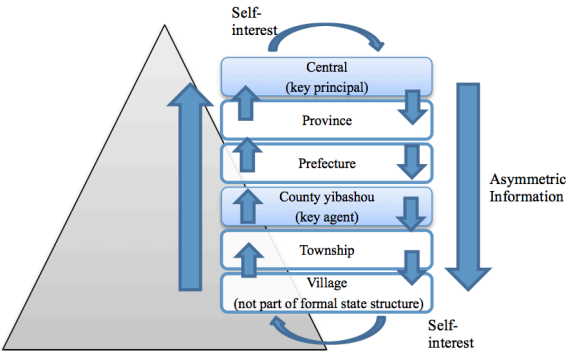 Self-
interest
Central
(key principal)
Province
Prefecture
County yibashou
(key agent)
Asymmetric
Information
Township
Village
(not part of formal state structure)
Self-
interest